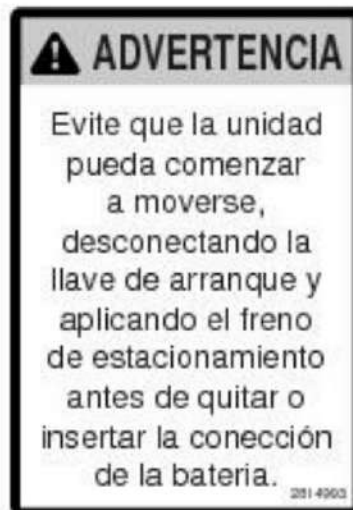 ADVERTENCIA
Evite que la unidad
pueda comenzar
a moverse,
desconectando la
llave de arranque y
aplicando el freno
de estacionamiento
antes de quitar o
insertar la conección
de la bateria.
2814993